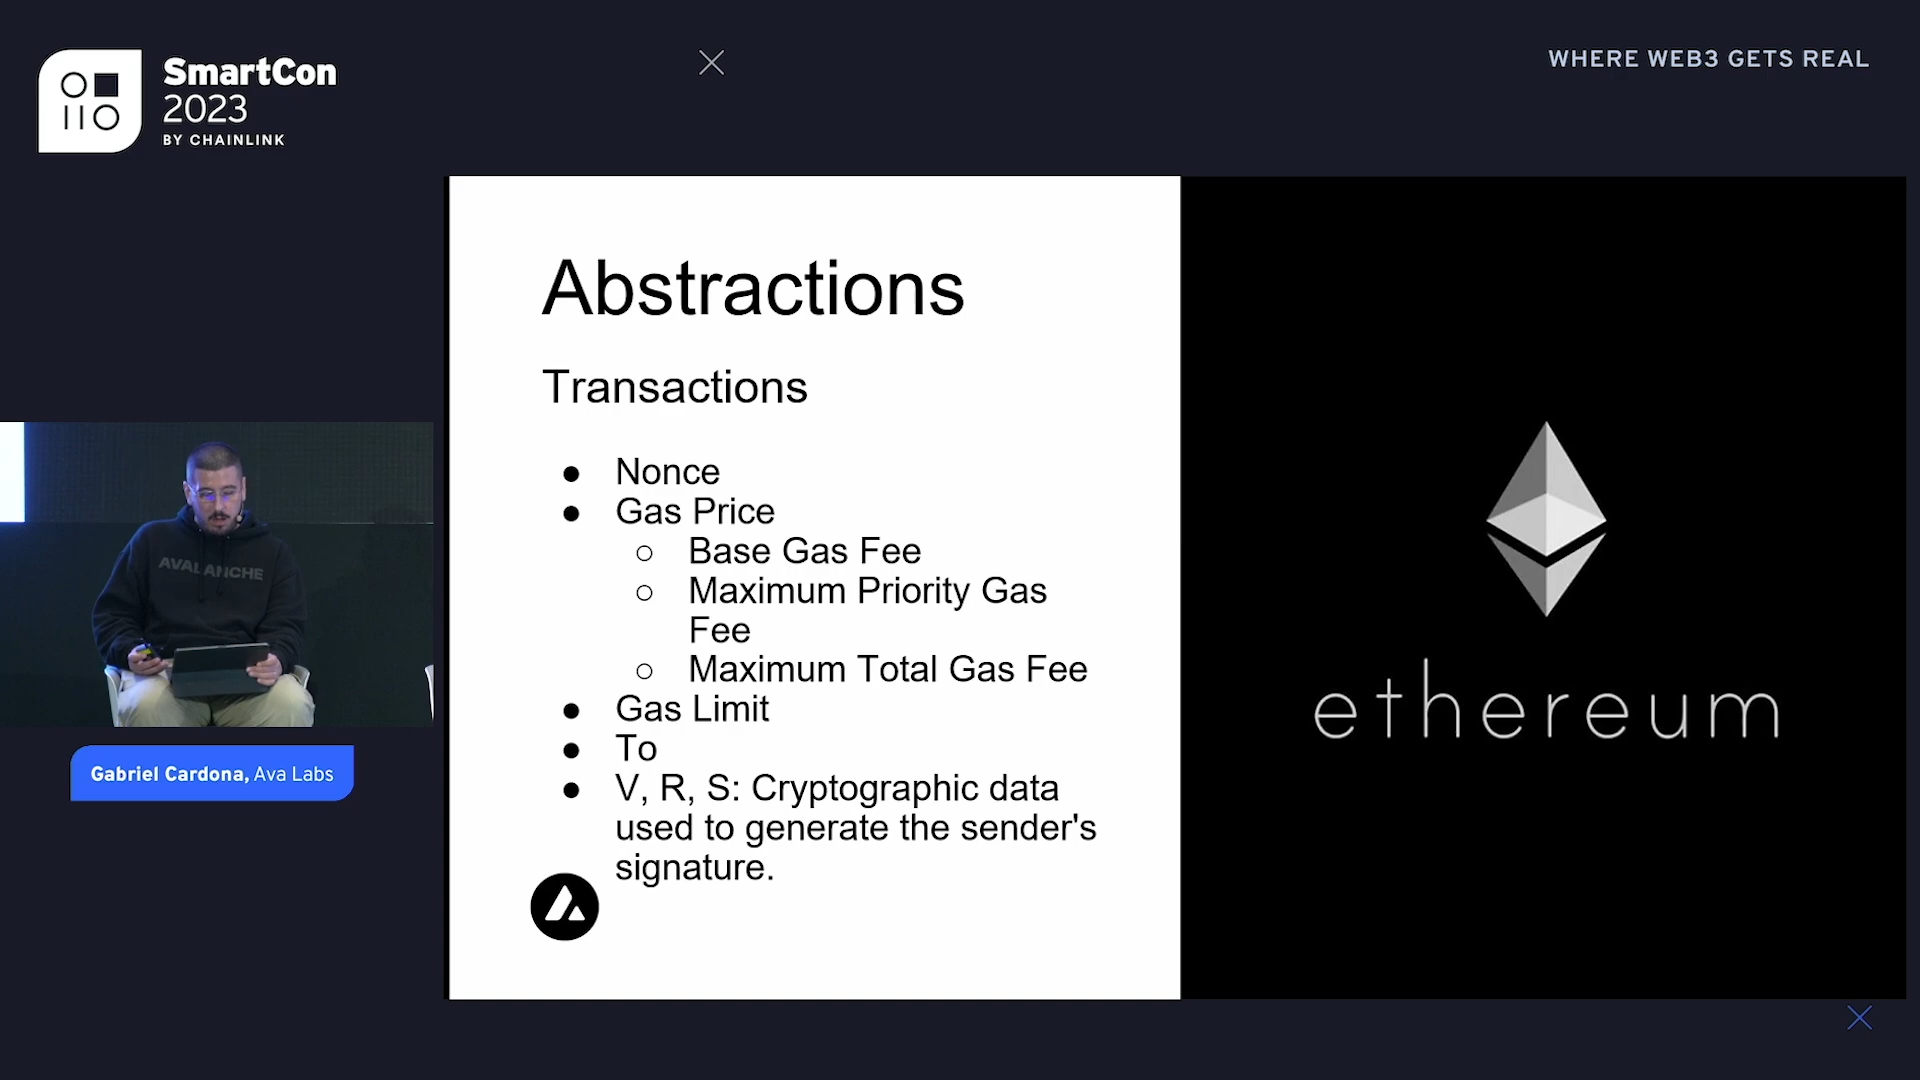 SmartCon
2023
BY CHAINLINK
WHERE WEB3 GETS REAL
AVALANCHE
Gabriel Cardona, Ava Labs
Abstractions
Transactions
● Nonce
● Gas Price
○ Base Gas Fee
○ Maximum Priority Gas
Fee
○ Maximum Total Gas Fee
● Gas Limit
● To
● V, R, S: Cryptographic data
used to generate the sender's
signature.
ethereum